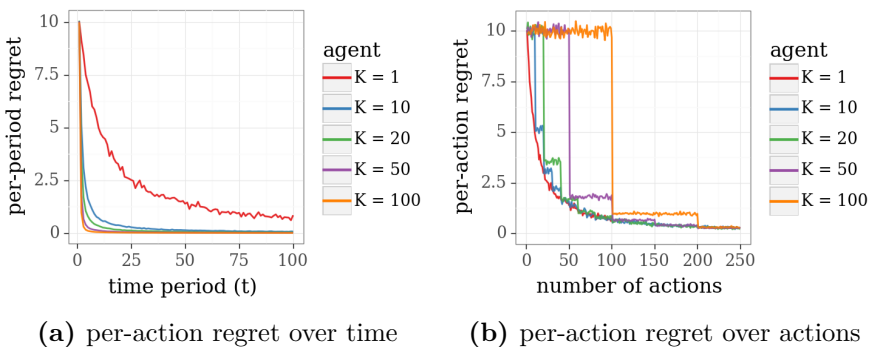 per-period regret
10
7.5
5
2.5
0
0
25
50
75
100
time period (t)
agent
K = 1
K = 10
K = 20
K = 50
K = 100
(a) per-action regret over time
per-action regret
10
7.5
5
2.5
0
0
50
100
150
200
250
number of actions
agent
K = 1
K = 10
K = 20
K = 50
K = 100
(b) per-action regret over actions